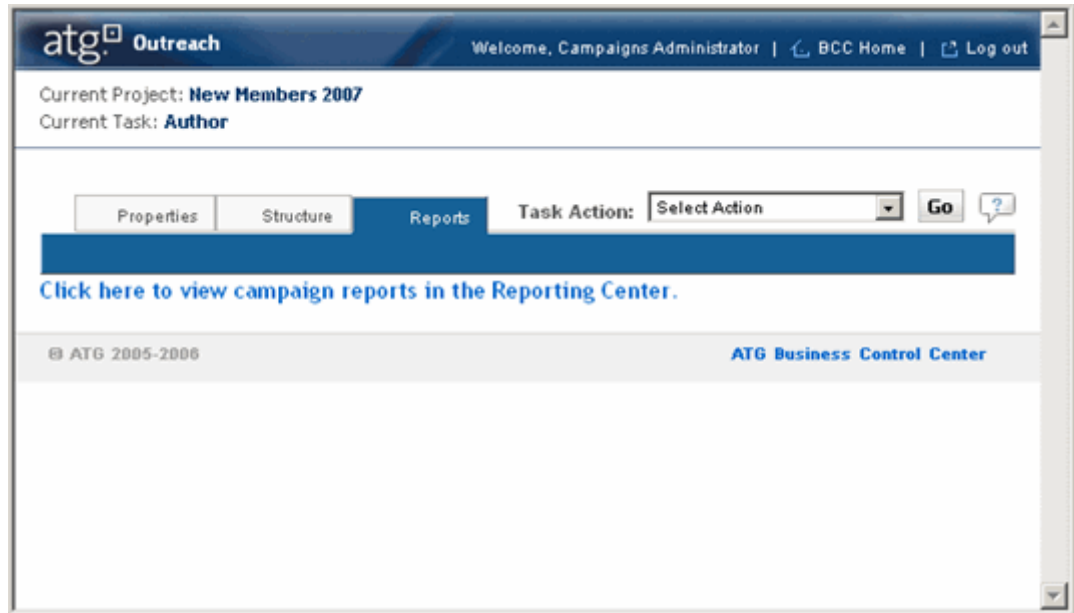 atg Outreach Welcome, Campaigns Administrator | BCC Home | Log out
Current Project: New Members 2007
Current Task: Author
Properties Structure Reports Task Action: Select Action Go ?
Click here to view campaign reports in the Reporting Center.
© ATG 2005-2006 ATG Business Control Center